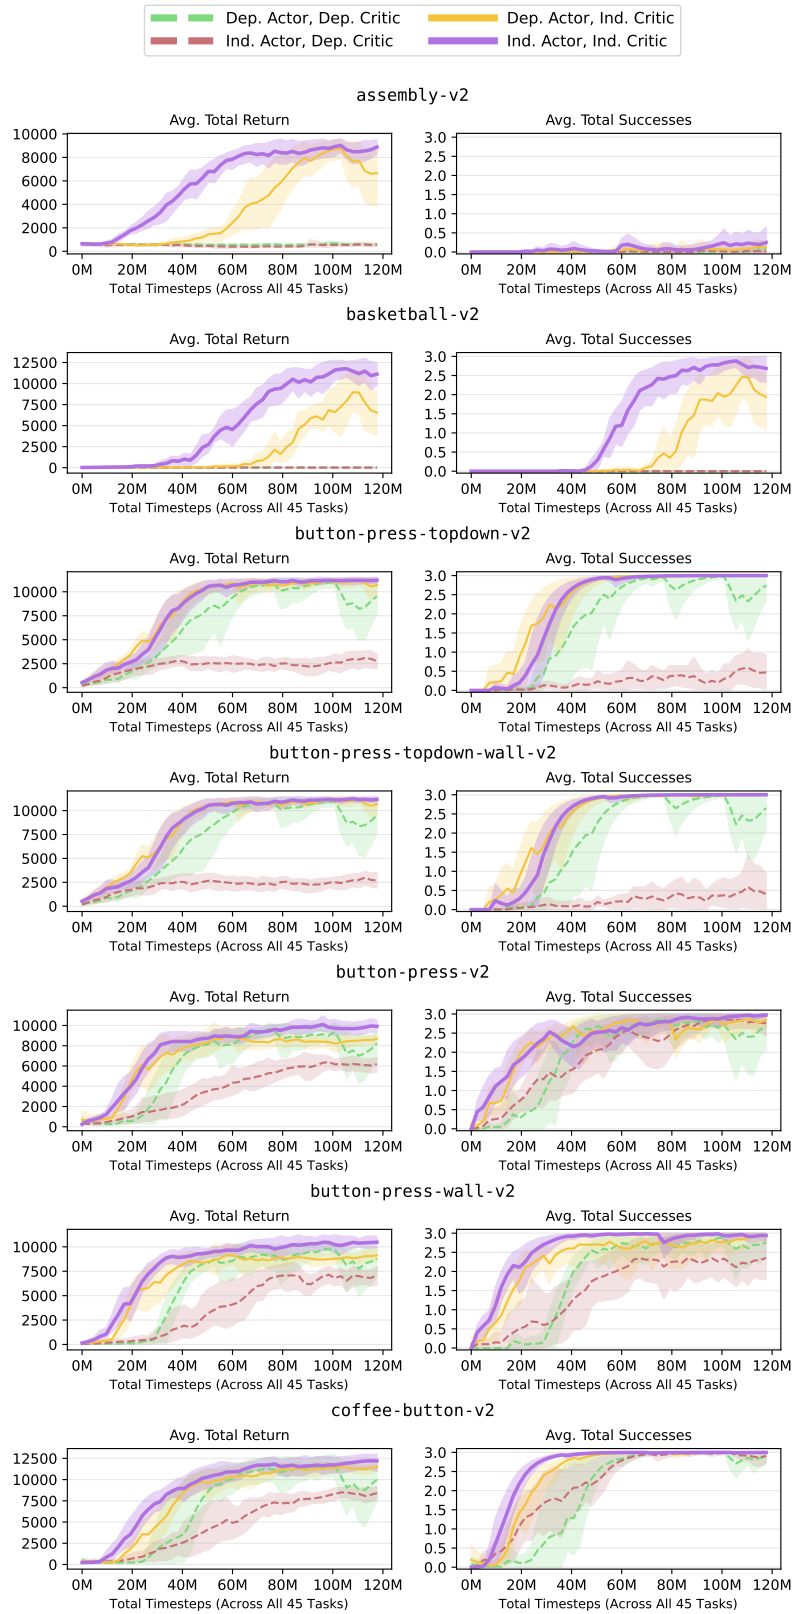 Dep. Actor, Dep. Critic
Ind. Actor, Dep. Critic
Dep. Actor, Ind. Critic
Ind. Actor, Ind. Critic
assembly-v2
Avg. Total Return
10000
8000
6000
4000
2000
0
0M 20M 40M 60M 80M 100M 120M
Total Timesteps (Across All 45 Tasks)
Avg. Total Successes
3.0
2.5
2.0
1.5
1.0
0.5
0.0
0M 20M 40M 60M 80M 100M 120M
Total Timesteps (Across All 45 Tasks)
basketball-v2
Avg. Total Return
12500
10000
7500
5000
2500
0
0M 20M 40M 60M 80M 100M 120M
Total Timesteps (Across All 45 Tasks)
Avg. Total Successes
3.0
2.5
2.0
1.5
1.0
0.5
0.0
0M 20M 40M 60M 80M 100M 120M
Total Timesteps (Across All 45 Tasks)
button-press-topdown-v2
Avg. Total Return
10000
7500
5000
2500
0
0M 20M 40M 60M 80M 100M 120M
Total Timesteps (Across All 45 Tasks)
Avg. Total Successes
3.0
2.5
2.0
1.5
1.0
0.5
0.0
0M 20M 40M 60M 80M 100M 120M
Total Timesteps (Across All 45 Tasks)
button-press-topdown-wall-v2
Avg. Total Return
10000
7500
5000
2500
0
0M 20M 40M 60M 80M 100M 120M
Total Timesteps (Across All 45 Tasks)
Avg. Total Successes
3.0
2.5
2.0
1.5
1.0
0.5
0.0
0M 20M 40M 60M 80M 100M 120M
Total Timesteps (Across All 45 Tasks)
button-press-v2
Avg. Total Return
10000
8000
6000
4000
2000
0
0M 20M 40M 60M 80M 100M 120M
Total Timesteps (Across All 45 Tasks)
Avg. Total Successes
3.0
2.5
2.0
1.5
1.0
0.5
0.0
0M 20M 40M 60M 80M 100M 120M
Total Timesteps (Across All 45 Tasks)
button-press-wall-v2
Avg. Total Return
10000
7500
5000
2500
0
0M 20M 40M 60M 80M 100M 120M
Total Timesteps (Across All 45 Tasks)
Avg. Total Successes
3.0
2.5
2.0
1.5
1.0
0.5
0.0
0M 20M 40M 60M 80M 100M 120M
Total Timesteps (Across All 45 Tasks)
coffee-button-v2
Avg. Total Return
12500
10000
7500
5000
2500
0
0M 20M 40M 60M 80M 100M 120M
Total Timesteps (Across All 45 Tasks)
Avg. Total Successes
3.0
2.5
2.0
1.5
1.0
0.5
0.0
0M 20M 40M 60M 80M 100M 120M
Total Timesteps (Across All 45 Tasks)